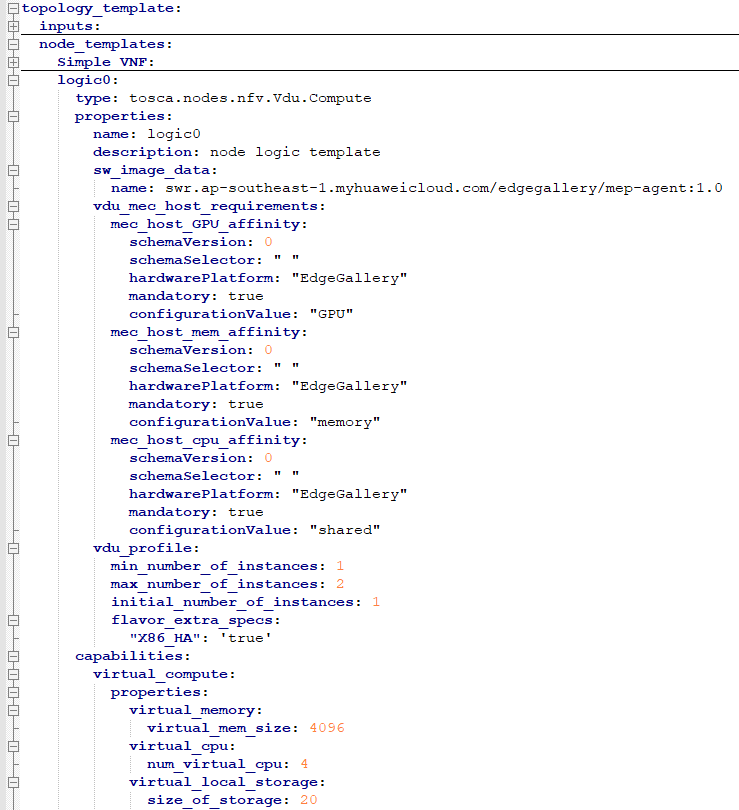 topology_template:
  inputs:
  node_templates:
    Simple VNF:
    logic0:
      type: tosca.nodes.nfv.Vdu.Compute
      properties:
        name: logic0
        description: node logic template
        sw_image_data:
          name: swr.ap-southeast-1.myhuaweicloud.com/edgegallery/mep-agent:1.0
        vdu_mec_host_requirements:
          mec_host_GPU_affinity:
            schemaVersion: 0
            schemaSelector: " "
            hardwarePlatform: "EdgeGallery"
            mandatory: true
            configurationValue: "GPU"
          mec_host_mem_affinity:
            schemaVersion: 0
            schemaSelector: " "
            hardwarePlatform: "EdgeGallery"
            mandatory: true
            configurationValue: "memory"
          mec_host_cpu_affinity:
            schemaVersion: 0
            schemaSelector: " "
            hardwarePlatform: "EdgeGallery"
            mandatory: true
            configurationValue: "shared"
        vdu_profile:
          min_number_of_instances: 1
          max_number_of_instances: 2
          initial_number_of_instances: 1
          flavor_extra_specs:
            "X86_HA": 'true'
      capabilities:
        virtual_compute:
          properties:
            virtual_memory:
              virtual_mem_size: 4096
            virtual_cpu:
              num_virtual_cpu: 4
            virtual_local_storage:
              size_of_storage: 20